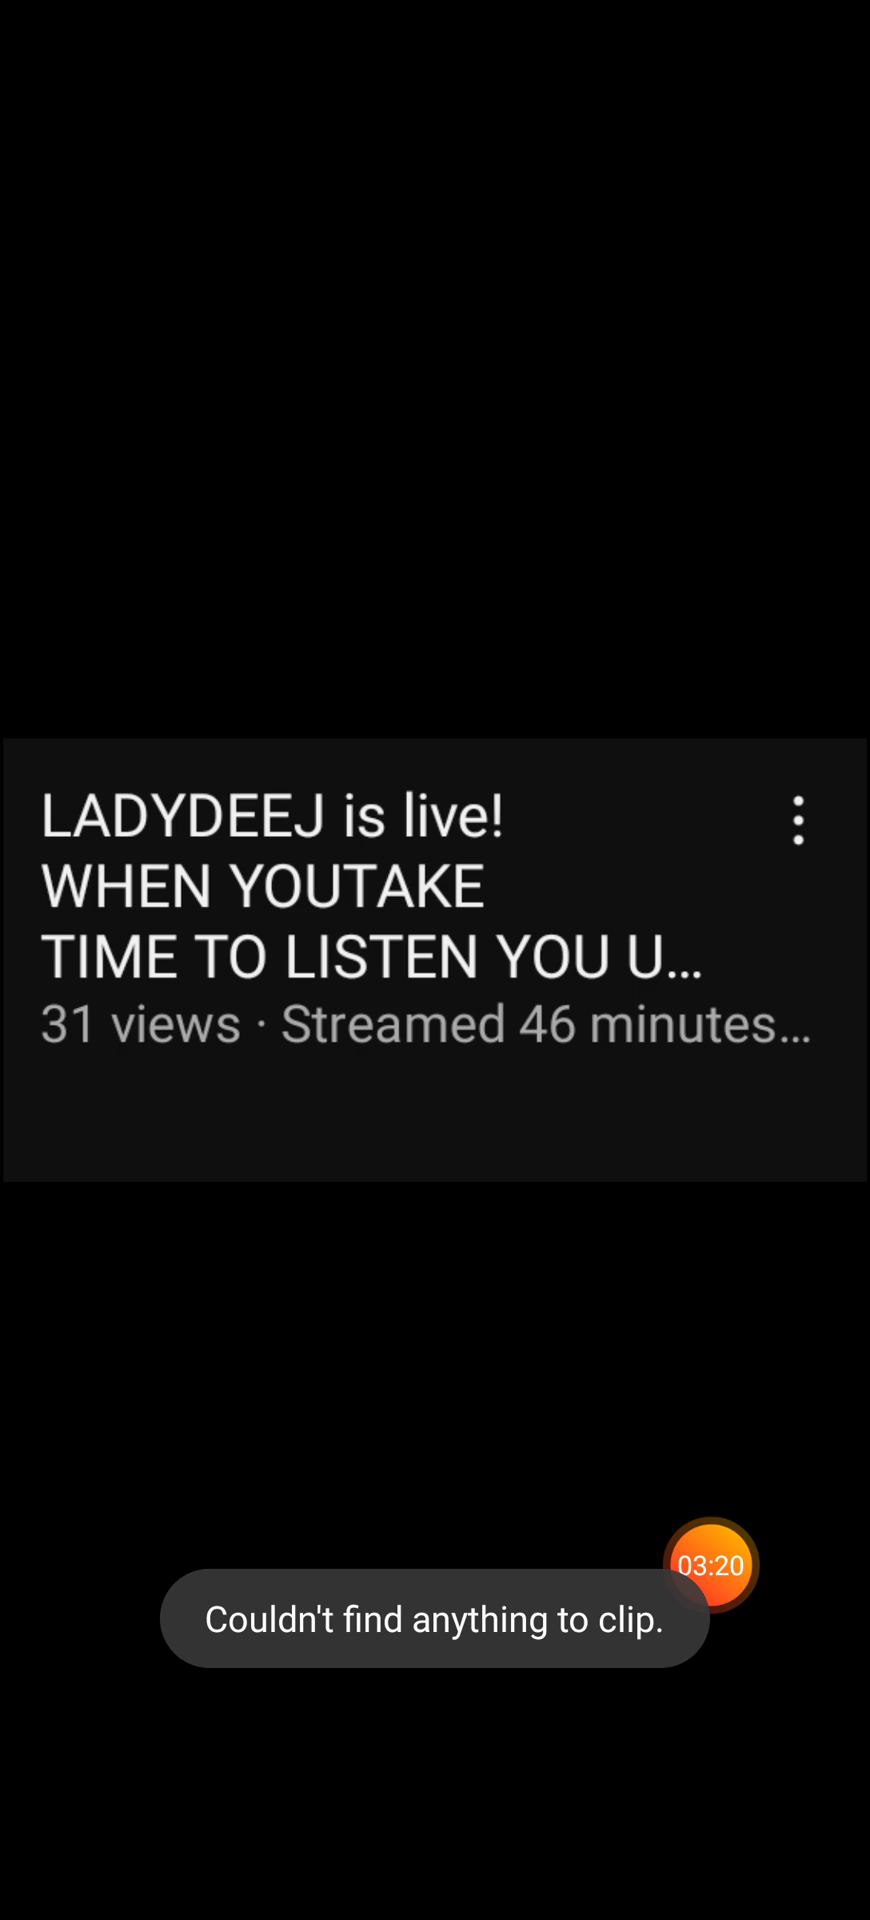 LADYDEEJ is live!
WHEN YOUTAKE
TIME TO LISTEN YOU U...
31 views · Streamed 46 minutes...
03:20
Couldn't find anything to clip.